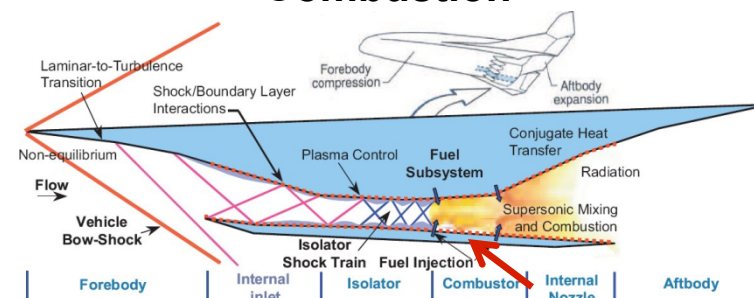 Combustion
Laminar-to-Turbulence
Transition
Shock/Boundary Layer
Interactions
Forebody
compression
Aftbody
expansion
Non-equilibrium
Plasma Control
Fuel
Subsystem
Conjugate Heat
Transfer
Radiation
Flow
Vehicle
Bow-Shock
Supersonic Mixing
and Combustion
Isolator
Shock Train
Fuel Injection
Forebody
Internal
inlet
Isolator
Combustor
Internal
Nozzle
Aftbody